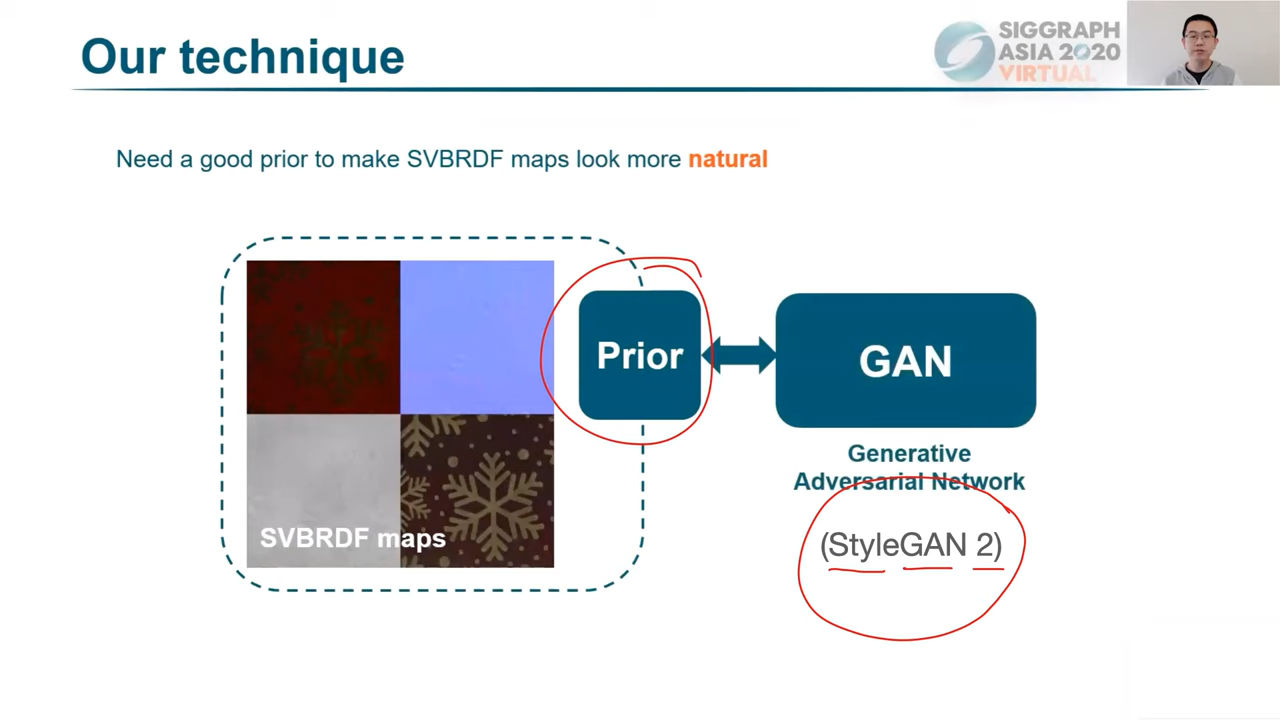 Our technique
SIGGRAPH
ASIA 2020
VIRTUAL
Need a good prior to make SVBRDF maps look more natural
Prior
GAN
Generative
Adversarial Network
SVBRDF maps
(StyleGAN 2)